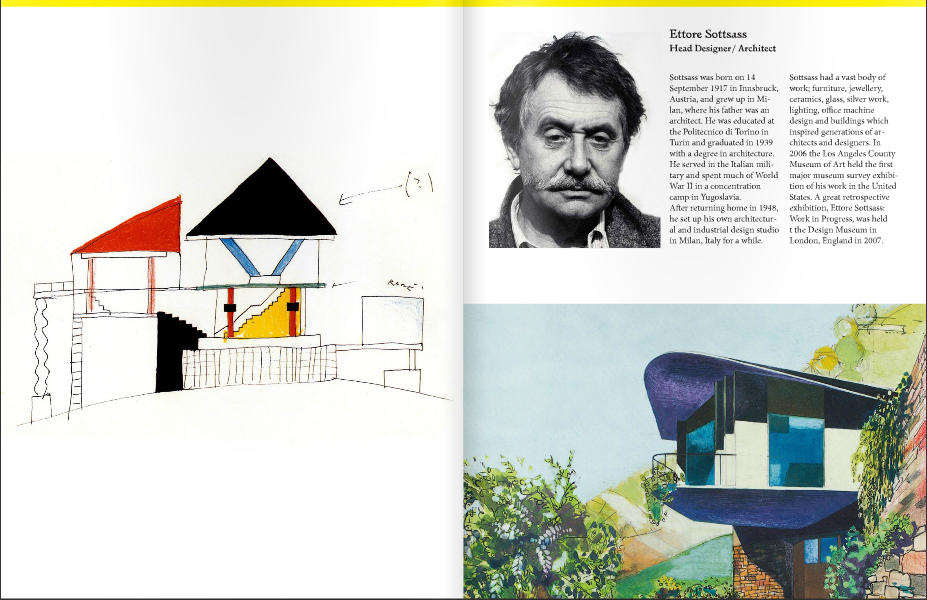 (?)
Ettore Sottsass
Head Designer/ Architect
Sottsass was born on 14
September 1917 in Innsbruck,
Austria, and grew up in Mi-
lan, where his father was an
architect. He was educated at
the Politecnico di Torino in
Turin and graduated in 1939
with a degree in architecture.
He served in the Italian mili-
tary and spent much of World
War II in a concentration
camp in Yugoslavia.
After returning home in 1948,
he set up his own architectur-
al and industrial design studio
in Milan, Italy for a while.
Sottsass had a vast body of
work; furniture, jewellery,
ceramics, glass, silver work,
lighting, office machine
design and buildings which
inspired generations of ar-
chitects and designers. In
2006 the Los Angeles County
Museum of Art held the first
major museum survey exhibi-
tion of his work in the United
States. A great retrospective
exhibition, Ettore Sottsass:
Work in Progress, was held
t the Design Museum in
London, England in 2007.